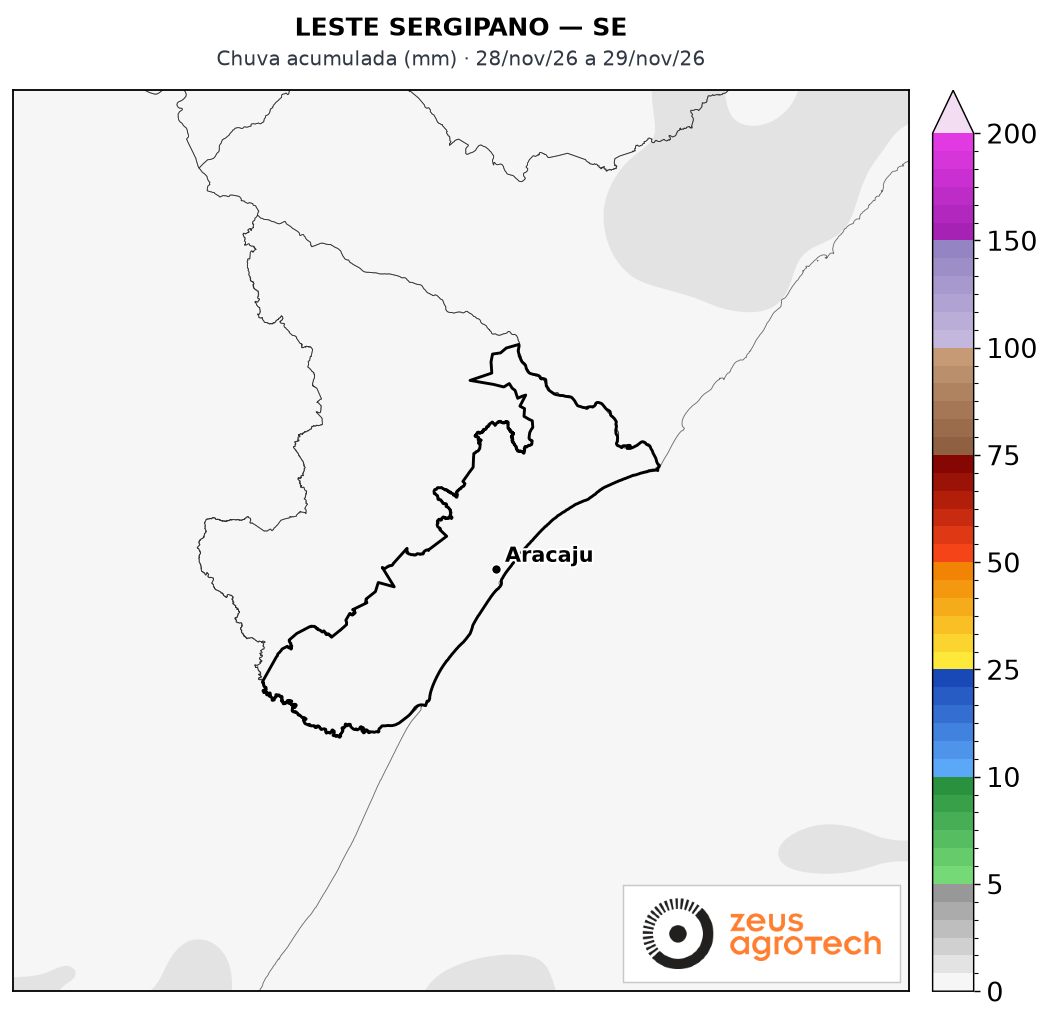 LESTE SERGIPANO — SE
Chuva acumulada (mm) · 28/nov/26 a 29/nov/26
200
150
100
75
50
25
10
5
0
Aracaju
zeus
agrotech